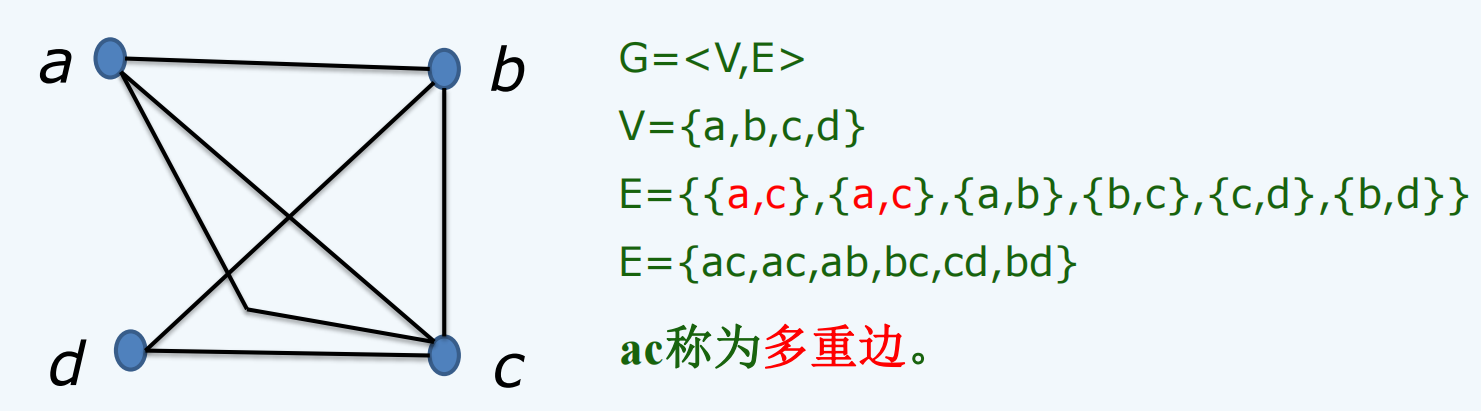 a
b
d
c
G=<V,E>
V={a,b,c,d}
E={{a,c},{a,c},{a,b},{b,c},{c,d},{b,d}}
E={ac,ac,ab,bc,cd,bd}
ac称为多重边。